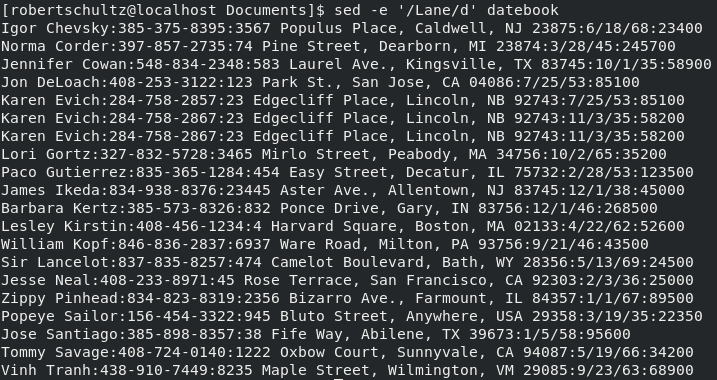 [robertschultz@localhost Documents]$ sed -e '/Lane/d' datebook
Igor Chevsky:385-375-8395:3567 Populus Place, Caldwell, NJ 23875:6/18/68:23400
Norma Corder:397-857-2735:74 Pine Street, Dearborn, MI 23874:3/28/45:245700
Jennifer Cowan:548-834-2348:583 Laurel Ave., Kingsville, TX 83745:10/1/35:58900
Jon DeLoach:408-253-3122:123 Park St., San Jose, CA 04086:7/25/53:85100
Karen Evich:284-758-2857:23 Edgecliff Place, Lincoln, NB 92743:7/25/53:85100
Karen Evich:284-758-2867:23 Edgecliff Place, Lincoln, NB 92743:11/3/35:58200
Karen Evich:284-758-2867:23 Edgecliff Place, Lincoln, NB 92743:11/3/35:58200
Lori Gortz:327-832-5728:3465 Mirlo Street, Peabody, MA 34756:10/2/65:35200
Paco Gutierrez:835-365-1284:454 Easy Street, Decatur, IL 75732:2/28/53:123500
James Ikeda:834-938-8376:23445 Aster Ave., Allentown, NJ 83745:12/1/38:45000
Barbara Kertz:385-573-8326:832 Ponce Drive, Gary, IN 83756:12/1/46:268500
Lesley Kirstin:408-456-1234:4 Harvard Square, Boston, MA 02133:4/22/62:52600
William Kopf:846-836-2837:6937 Ware Road, Milton, PA 93756:9/21/46:43500
Sir Lancelot:837-835-8257:474 Camelot Boulevard, Bath, WY 28356:5/13/69:24500
Jesse Neal:408-233-8971:45 Rose Terrace, San Francisco, CA 92303:2/3/36:25000
Zippy Pinhead:834-823-8319:2356 Bizarro Ave., Farmount, IL 84357:1/1/67:89500
Popeye Sailor:156-454-3322:945 Bluto Street, Anywhere, USA 29358:3/19/35:22350
Jose Santiago:385-898-8357:38 Fife Way, Abilene, TX 39673:1/5/58:95600
Tommy Savage:408-724-0140:1222 Oxbow Court, Sunnyvale, CA 94087:5/19/66:34200
Vinh Tranh:438-910-7449:8235 Maple Street, Wilmington, VM 29085:9/23/63:68900